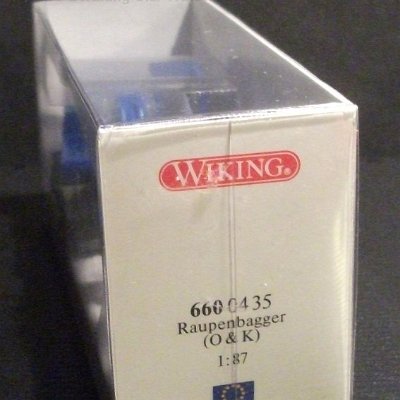 WIKING®
660 04 35
Raupenbagger
(O & K)
1:87